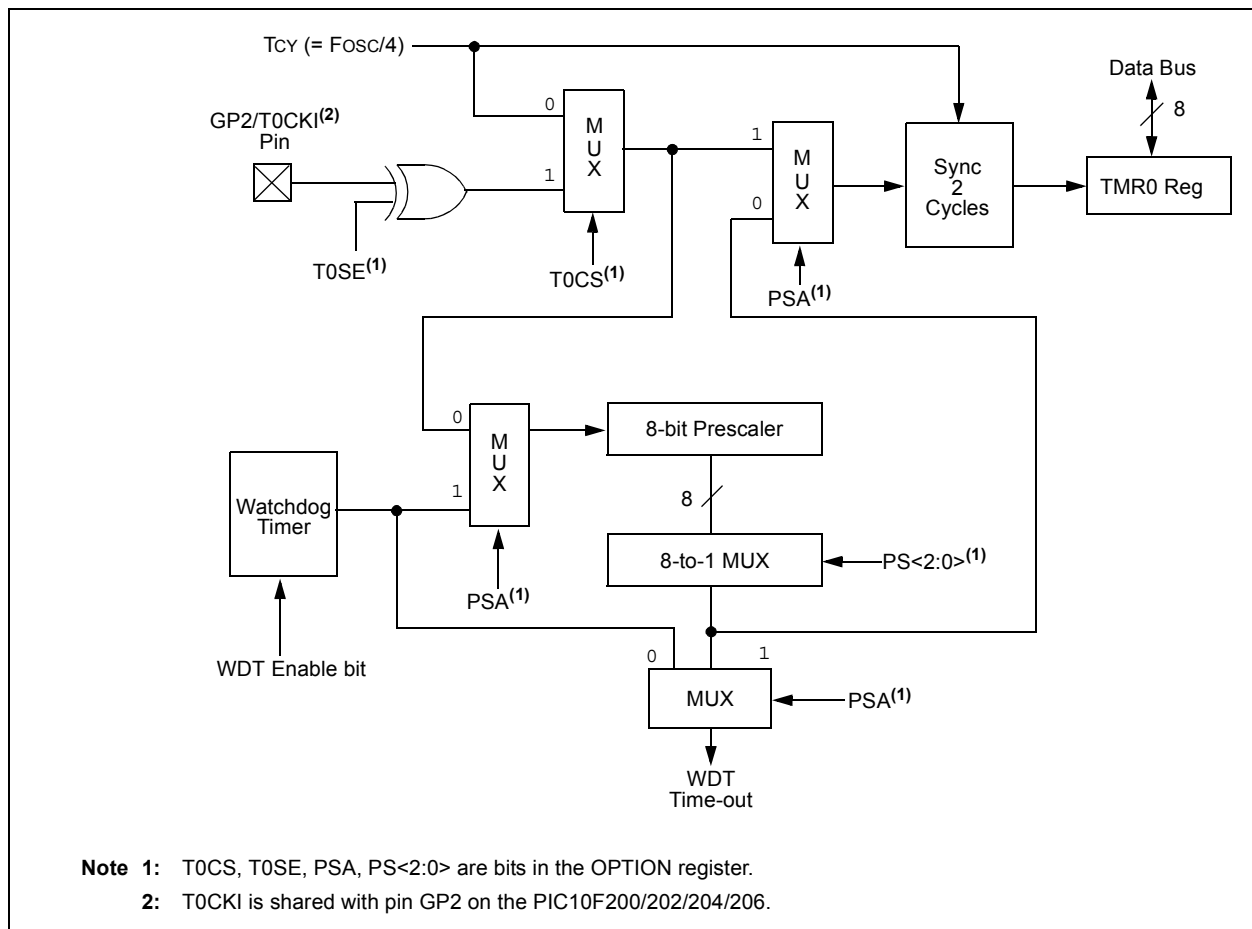 TCY (= FOSC/4)
Data Bus
8
GP2/T0CKI(2)
Pin
0
1
M
U
X
T0SE(1)
T0CS(1)
1
0
M
U
X
PSA(1)
Sync
2
Cycles
TMR0 Reg
Watchdog
Timer
WDT Enable bit
0
1
M
U
X
PSA(1)
8-bit Prescaler
8
8-to-1 MUX
PS<2:0>(1)
0
1
MUX
PSA(1)
WDT
Time-out
Note 1: T0CS, T0SE, PSA, PS<2:0> are bits in the OPTION register.
2: T0CKI is shared with pin GP2 on the PIC10F200/202/204/206.